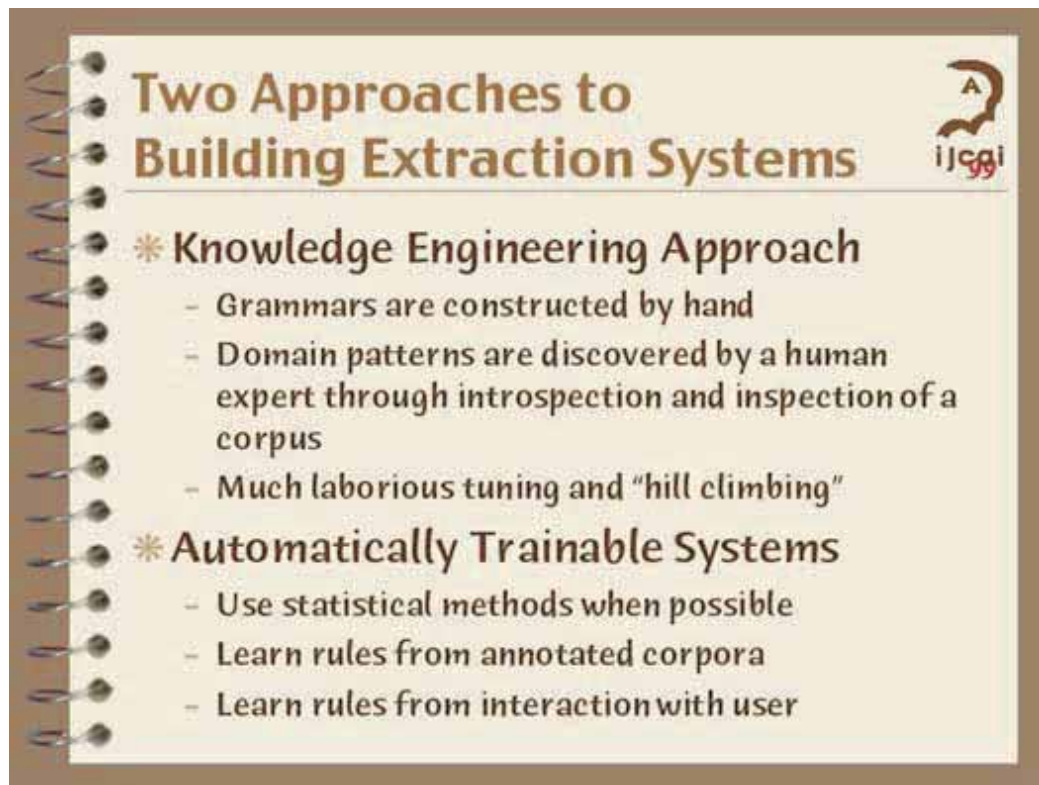 Two Approaches to
Building Extraction Systems
A
ijcai
99
❋ Knowledge Engineering Approach
– Grammars are constructed by hand
– Domain patterns are discovered by a human
expert through introspection and inspection of a
corpus
– Much laborious tuning and “hill climbing”
❋ Automatically Trainable Systems
– Use statistical methods when possible
– Learn rules from annotated corpora
– Learn rules from interaction with user